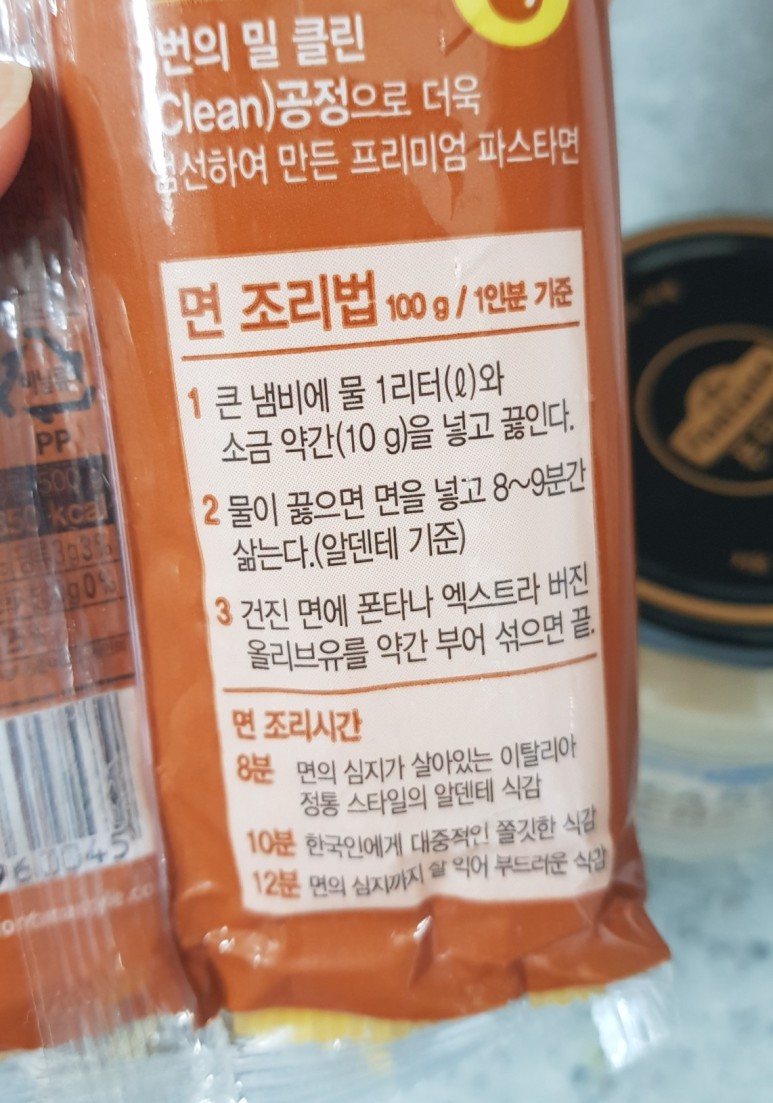 번의 밀 클린
Clean)공정으로 더욱
엄선하여 만든 프리미엄 파스타면
면 조리법 100 g / 1인분 기준
1 큰 냄비에 물 1리터(ℓ)와
소금 약간(10 g)을 넣고 끓인다.
2 물이 끓으면 면을 넣고 8~9분간
삶는다.(알덴테 기준)
3 건진 면에 폰타나 엑스트라 버진
올리브유를 약간 부어 섞으면 끝.
면 조리시간
8분 면의 심지가 살아있는 이탈리아
정통 스타일의 알덴테 식감
10분 한국인에게 대중적인 쫄깃한 식감
12분 면의 심지까지 잘 익어 부드러운 식감
비닐류
PP
kcal
3g3%
0%